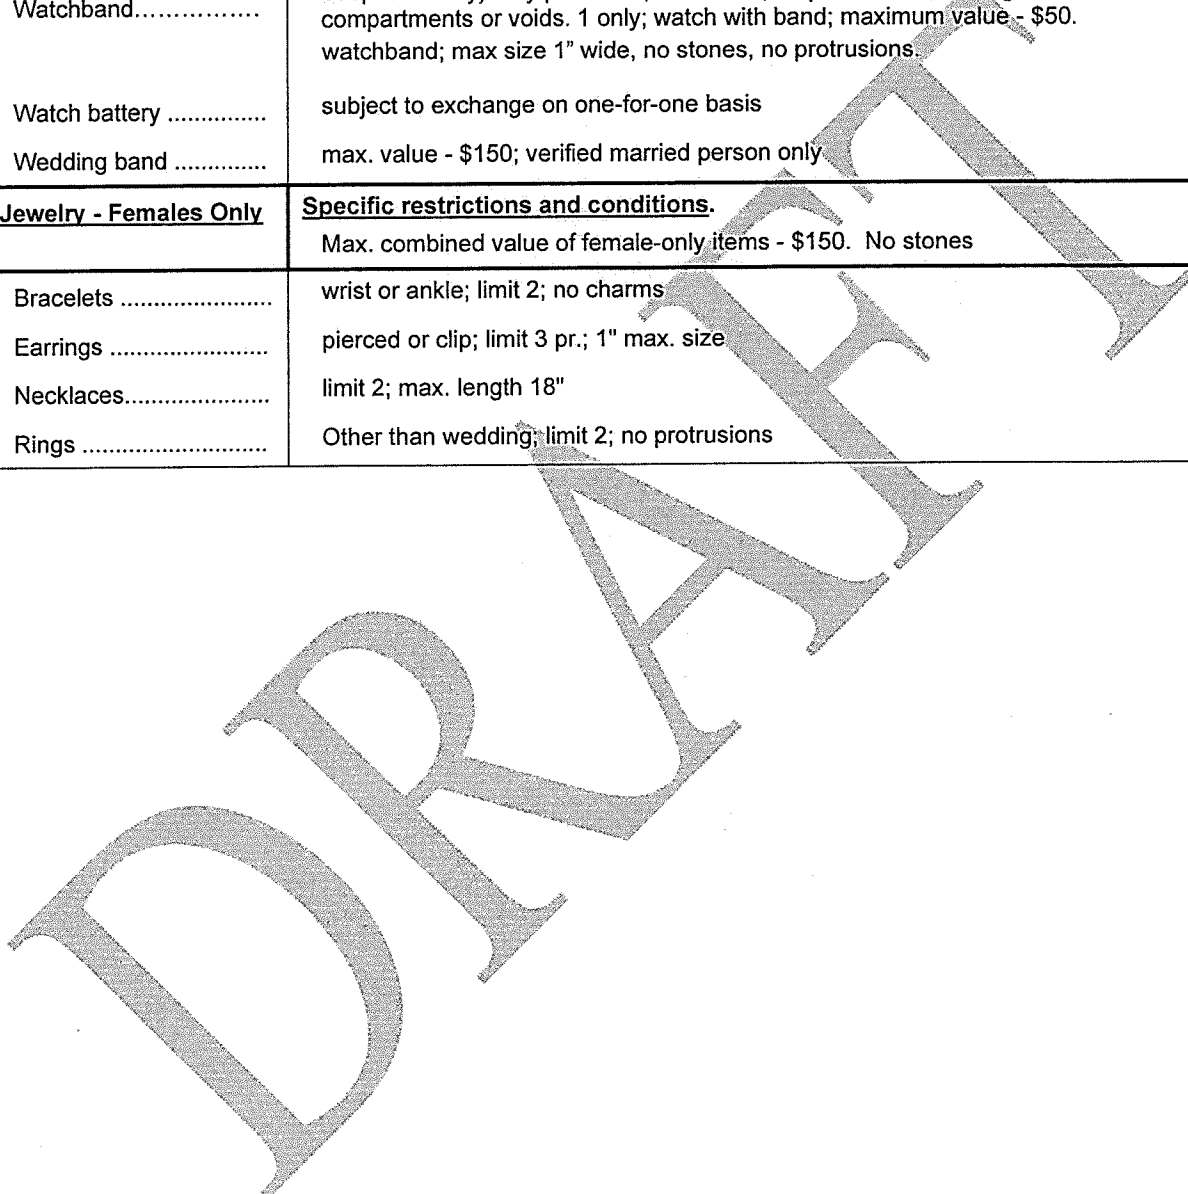 Watchband................ compartments or voids. 1 only; watch with band; maximum value - $50.
watchband; max size 1” wide, no stones, no protrusions.
Watch battery ............... subject to exchange on one-for-one basis
Wedding band .............. max. value - $150; verified married person only
Jewelry - Females Only Specific restrictions and conditions.
Max. combined value of female-only items - $150. No stones
Bracelets ....................... wrist or ankle; limit 2; no charms
Earrings ........................ pierced or clip; limit 3 pr.; 1" max. size
Necklaces...................... limit 2; max. length 18"
Rings ............................ Other than wedding; limit 2; no protrusions
DRAFT